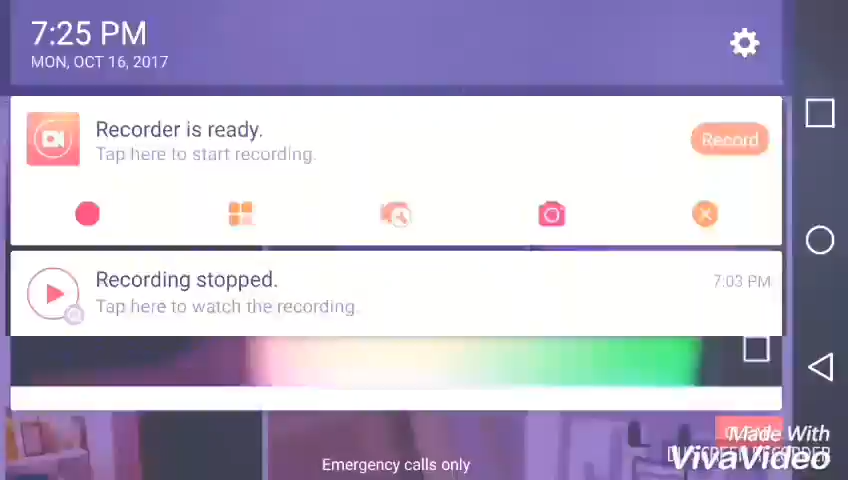 7:25 PM
MON, OCT 16, 2017
Recorder is ready.
Record
Tap here to start recording.
Recording stopped.
7:03 PM
Tap here to watch the recording.
Made With
VivaVideo
Emergency calls only